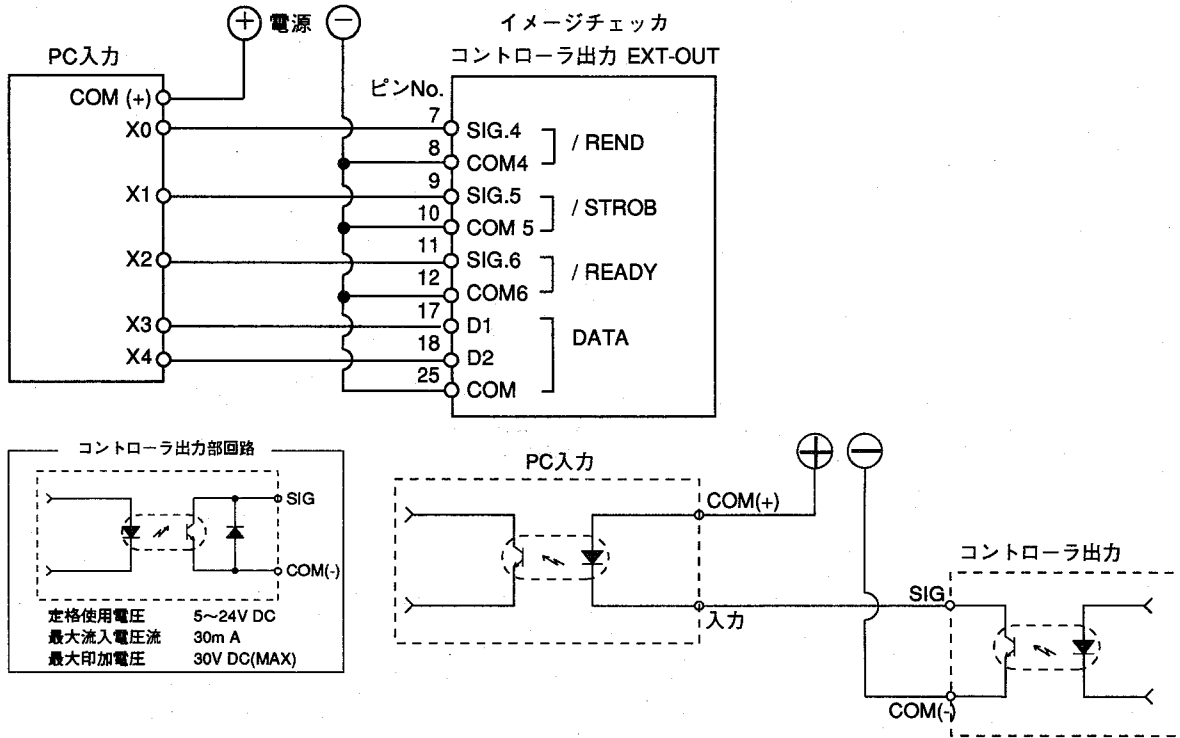 電源
イメージチェッカ
コントローラ出力 EXT-OUT
PC入力
ピンNo.
COM (+)
X0
7
SIG.4
/ REND
8
COM4
X1
9
SIG.5
/ STROB
10
COM 5
X2
11
SIG.6
/ READY
12
COM6
X3
17
D1
DATA
X4
18
D2
25
COM
コントローラ出力部回路
SIG
COM(-)
定格使用電圧 5〜24V DC
最大流入電圧流 30m A
最大印加電圧 30V DC(MAX)
PC入力
COM(+)
入力
コントローラ出力
SIG
COM(-)